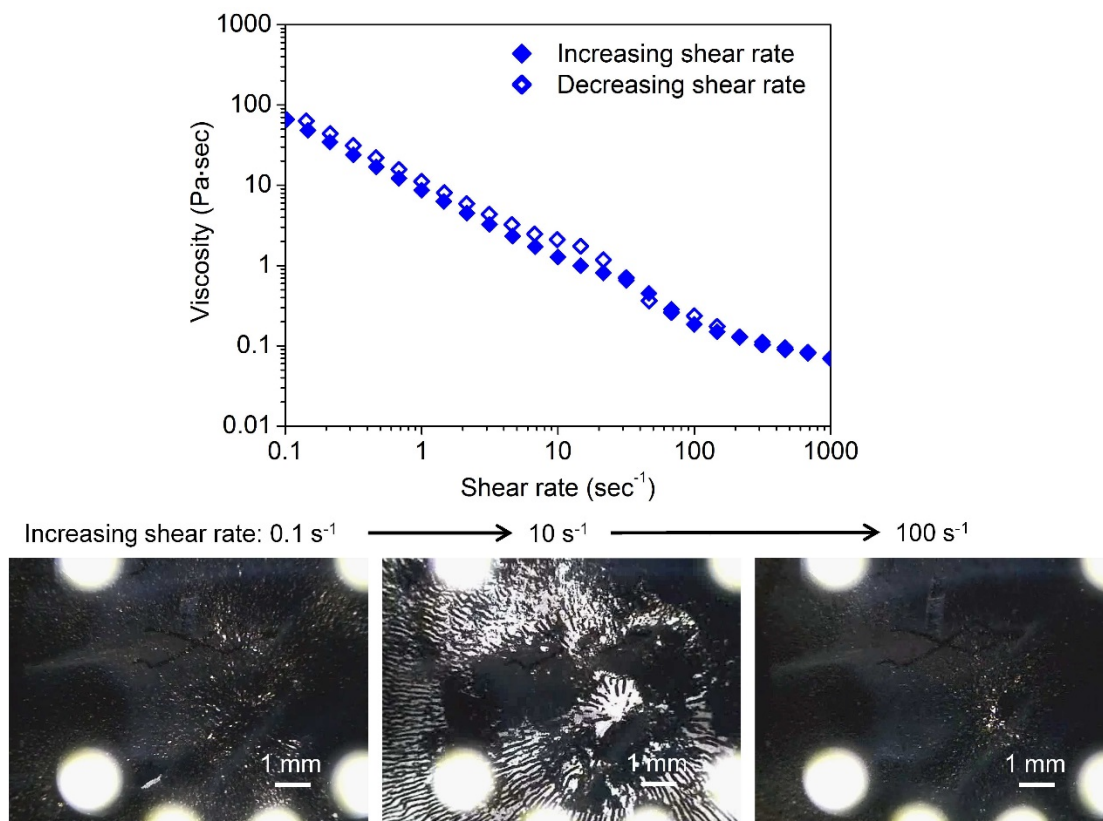 1000
Increasing shear rate
Decreasing shear rate
100
10
1
0.1
0.01
Viscosity (Pa·sec)
0.1 1 10 100 1000
Shear rate (sec⁻¹)
Increasing shear rate: 0.1 s⁻¹ 10 s⁻¹ 100 s⁻¹
1 mm 1 mm 1 mm